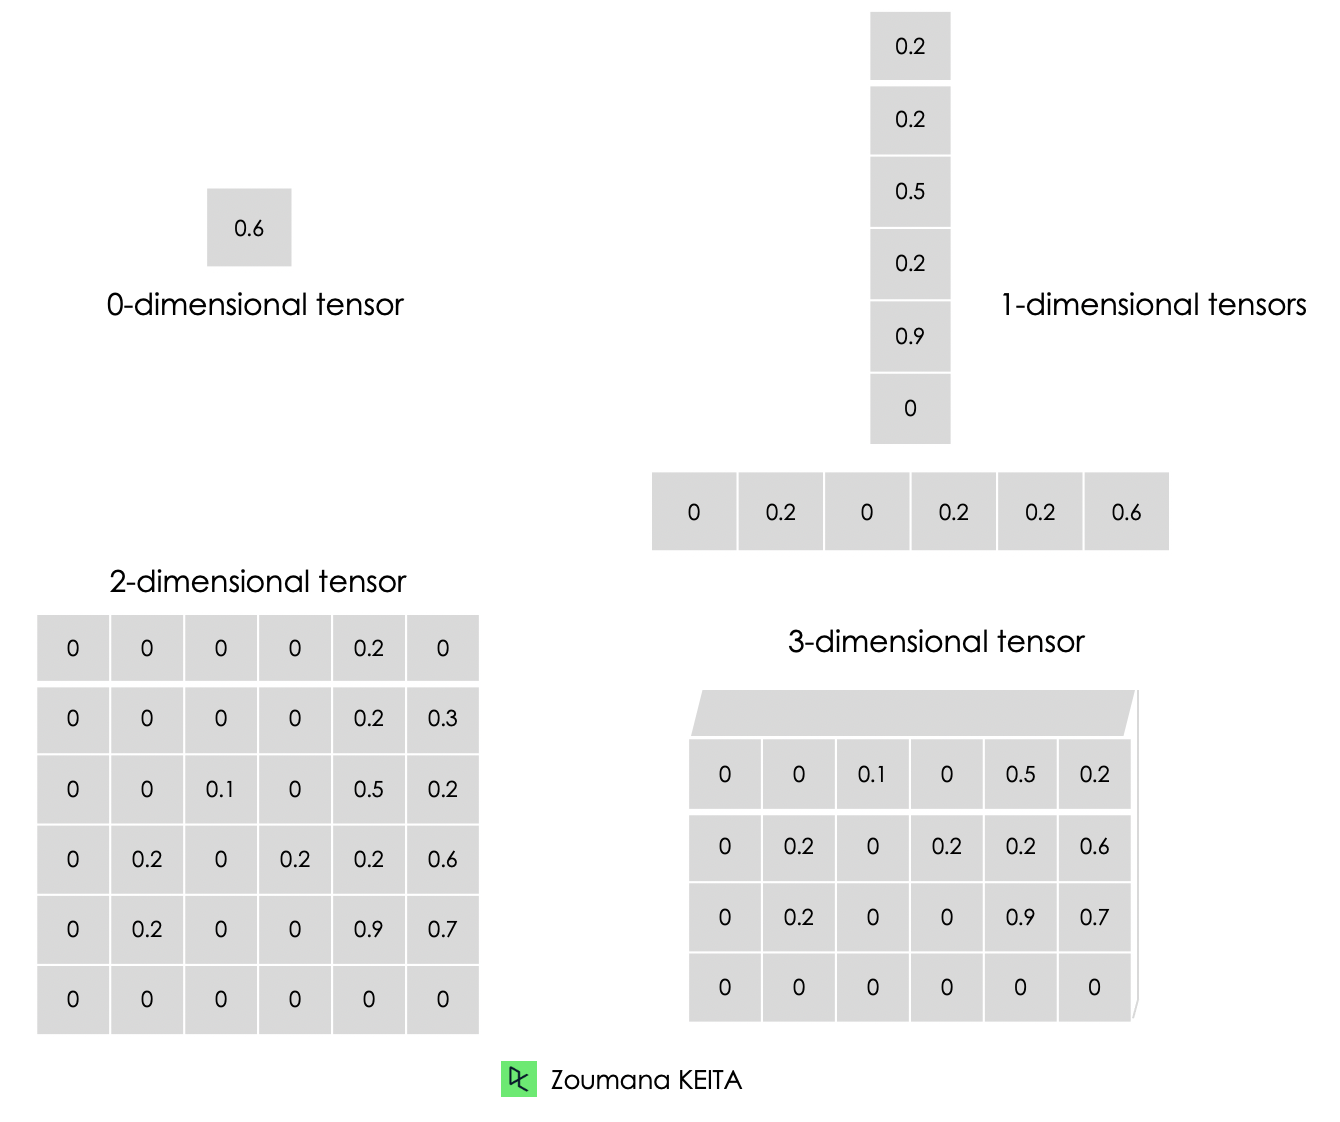 0.6
0-dimensional tensor
0.2
0.2
0.5
0.2
0.9
0
1-dimensional tensors
0 0.2 0 0.2 0.2 0.6
2-dimensional tensor
0 0 0 0 0.2 0
0 0 0 0 0.2 0.3
0 0 0.1 0 0.5 0.2
0 0.2 0 0.2 0.2 0.6
0 0.2 0 0 0.9 0.7
0 0 0 0 0 0
3-dimensional tensor
0 0 0.1 0 0.5 0.2
0 0.2 0 0.2 0.2 0.6
0 0.2 0 0 0.9 0.7
0 0 0 0 0 0
Zoumana KEITA